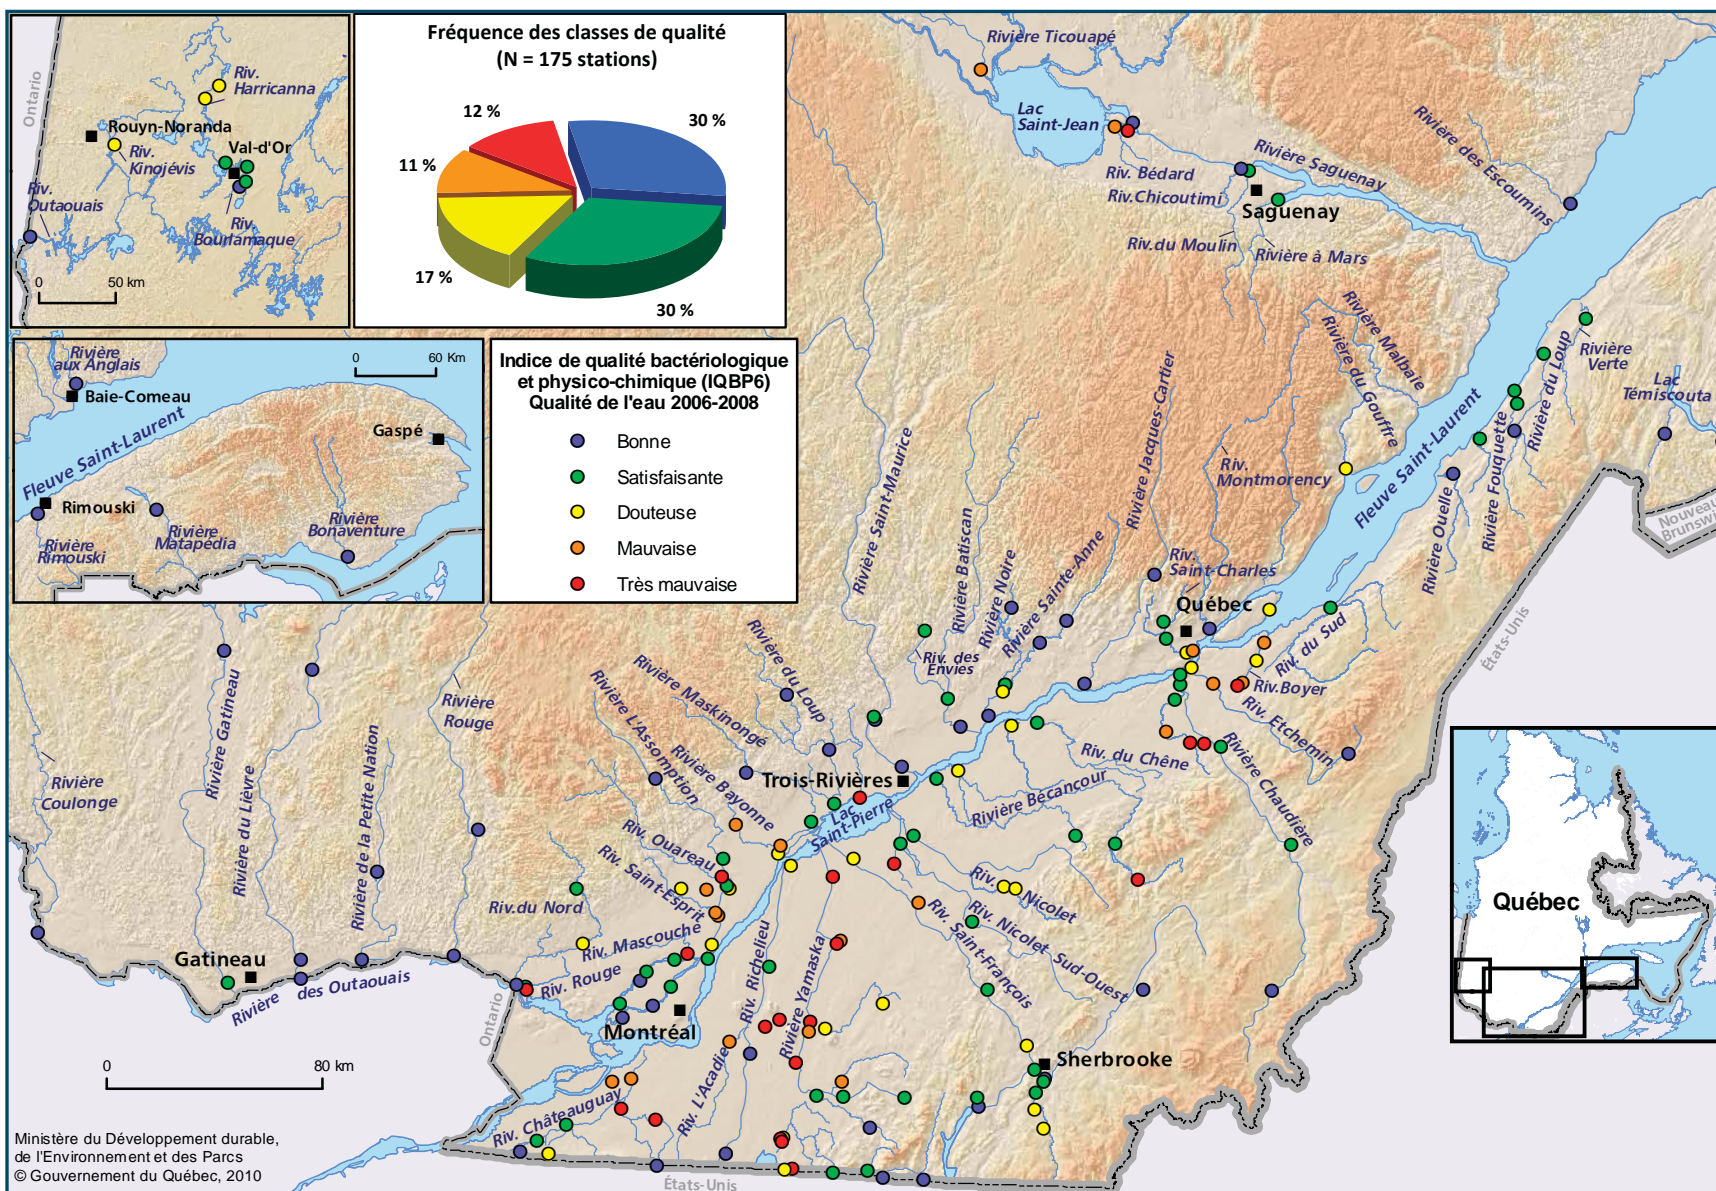 Ontario
Riv.
Harricanna
Rouyn-Noranda
Val-d'Or
Riv.
Kinojévis
Riv.
Outaouais
Riv.
Bourlamaque
0
50 km
Fréquence des classes de qualité
(N = 175 stations)
12 %
30 %
11 %
17 %
30 %
Rivière
aux Anglais
0
60 Km
Baie-Comeau
Gaspé
Fleuve Saint-Laurent
Rimouski
Rivière
Rimouski
Rivière
Matapédia
Rivière
Bonaventure
Indice de qualité bactériologique
et physico-chimique (IQBP6)
Qualité de l'eau 2006-2008
Bonne
Satisfaisante
Douteuse
Mauvaise
Très mauvaise
Rivière Ticouapé
Lac
Saint-Jean
Riv. Bédard
Riv.Chicoutimi
Rivière Saguenay
Rivière des Escoumins
Saguenay
Riv.du Moulin
Rivière à Mars
Rivière Malbaie
Rivière du Gouffre
Rivière Saint-Maurice
Rivière Jacques-Cartier
Riv.
Montmorency
Fleuve Saint-Laurent
Rivière
Verte
Rivière du Loup
Lac
Témiscouta
Rivière Fouquette
Rivière Ouelle
Nouveau
Brunswi
États-Unis
Rivière Batiscan
Rivière Noire
Rivière Sainte-Anne
Riv.
Saint-Charles
Québec
Riv. des
Envies
Riv. du Sud
Riv.Boyer
Riv. Etchemin
Rivière Chaudière
Riv. du Chêne
Rivière Bécancour
Rivière du Loup
Rivière Maskinongé
Rivière L'Assomption
Rivière Bayonne
Trois-Rivières
Lac
Saint-Pierre
Rivière Gatineau
Rivière
Rouge
Rivière
Coulonge
Rivière du Lièvre
Rivière de la Petite Nation
Riv. Ouareau
Riv. Saint-Esprit
Riv.du Nord
Riv. Mascouche
Riv. Rouge
Gatineau
Rivière des Outaouais
Ontario
Montréal
Riv. Richelieu
Rivière Yamaska
Riv. Nicolet
Riv. Nicolet Sud-Ouest
Riv. Saint-François
Sherbrooke
Riv. L'Acadie
Riv. Châteauguay
0
80 km
Québec
Ministère du Développement durable,
de l'Environnement et des Parcs
© Gouvernement du Québec, 2010
États-Unis